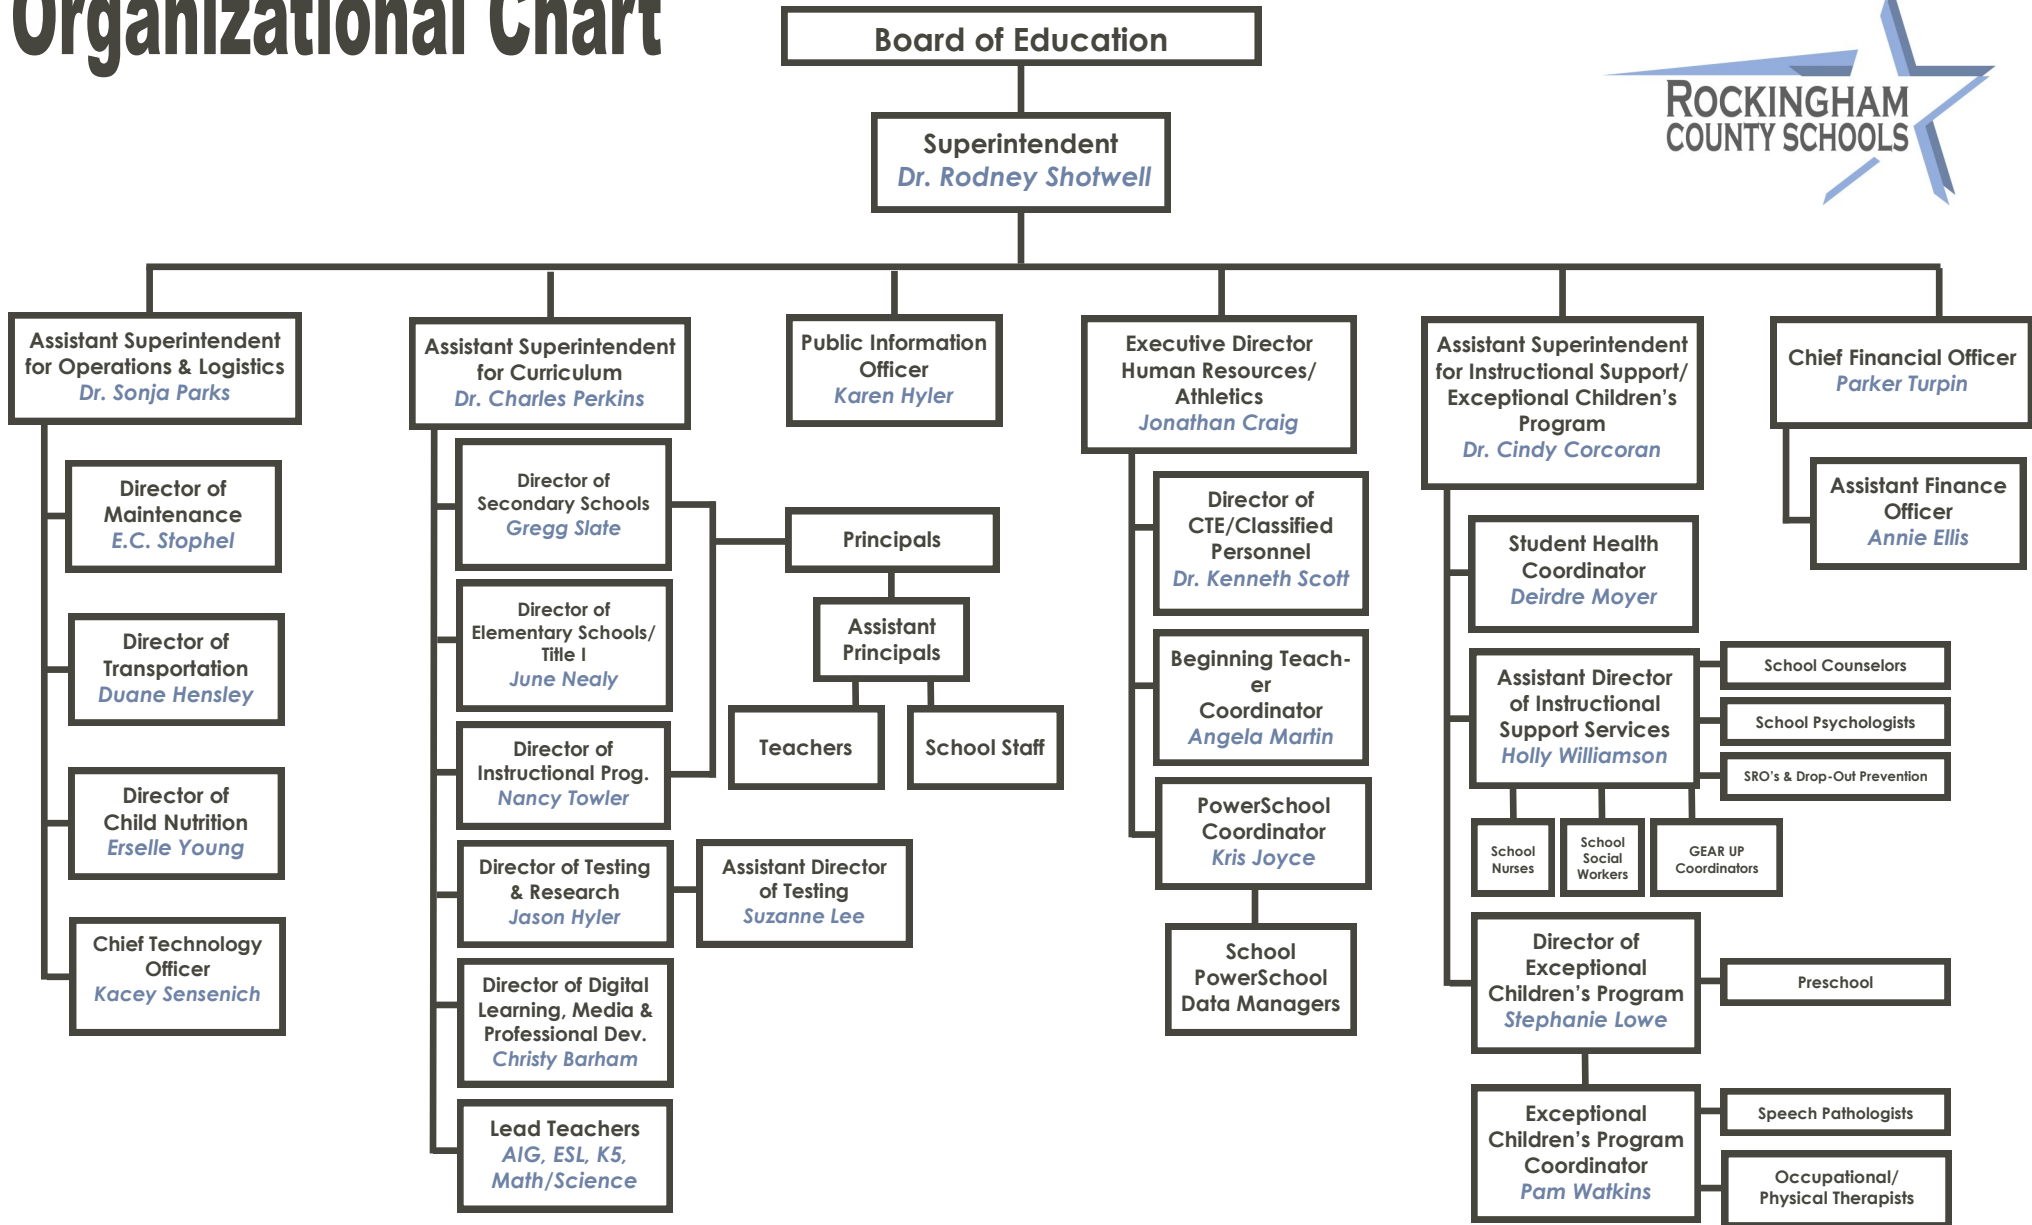 Organizational Chart
Board of Education
ROCKINGHAM
COUNTY SCHOOLS
Superintendent
Dr. Rodney Shotwell
Assistant Superintendent
for Operations & Logistics
Dr. Sonja Parks
Director of
Maintenance
E.C. Stophel
Director of
Transportation
Duane Hensley
Director of
Child Nutrition
Erselle Young
Chief Technology
Officer
Kacey Sensenich
Assistant Superintendent
for Curriculum
Dr. Charles Perkins
Director of
Secondary Schools
Gregg Slate
Director of
Elementary Schools/
Title I
June Nealy
Director of
Instructional Prog.
Nancy Towler
Principals
Assistant
Principals
Teachers
School Staff
Director of Testing
& Research
Jason Hyler
Assistant Director
of Testing
Suzanne Lee
Director of Digital
Learning, Media &
Professional Dev.
Christy Barham
Lead Teachers
AIG, ESL, K5,
Math/Science
Public Information
Officer
Karen Hyler
Executive Director
Human Resources/
Athletics
Jonathan Craig
Director of
CTE/Classified
Personnel
Dr. Kenneth Scott
Beginning Teach-
er
Coordinator
Angela Martin
PowerSchool
Coordinator
Kris Joyce
School
PowerSchool
Data Managers
Assistant Superintendent
for Instructional Support/
Exceptional Children's
Program
Dr. Cindy Corcoran
Student Health
Coordinator
Deirdre Moyer
Assistant Director
of Instructional
Support Services
Holly Williamson
School Counselors
School Psychologists
SRO's & Drop-Out Prevention
School
Nurses
School
Social
Workers
GEAR UP
Coordinators
Director of
Exceptional
Children's Program
Stephanie Lowe
Preschool
Exceptional
Children's Program
Coordinator
Pam Watkins
Speech Pathologists
Occupational/
Physical Therapists
Chief Financial Officer
Parker Turpin
Assistant Finance
Officer
Annie Ellis